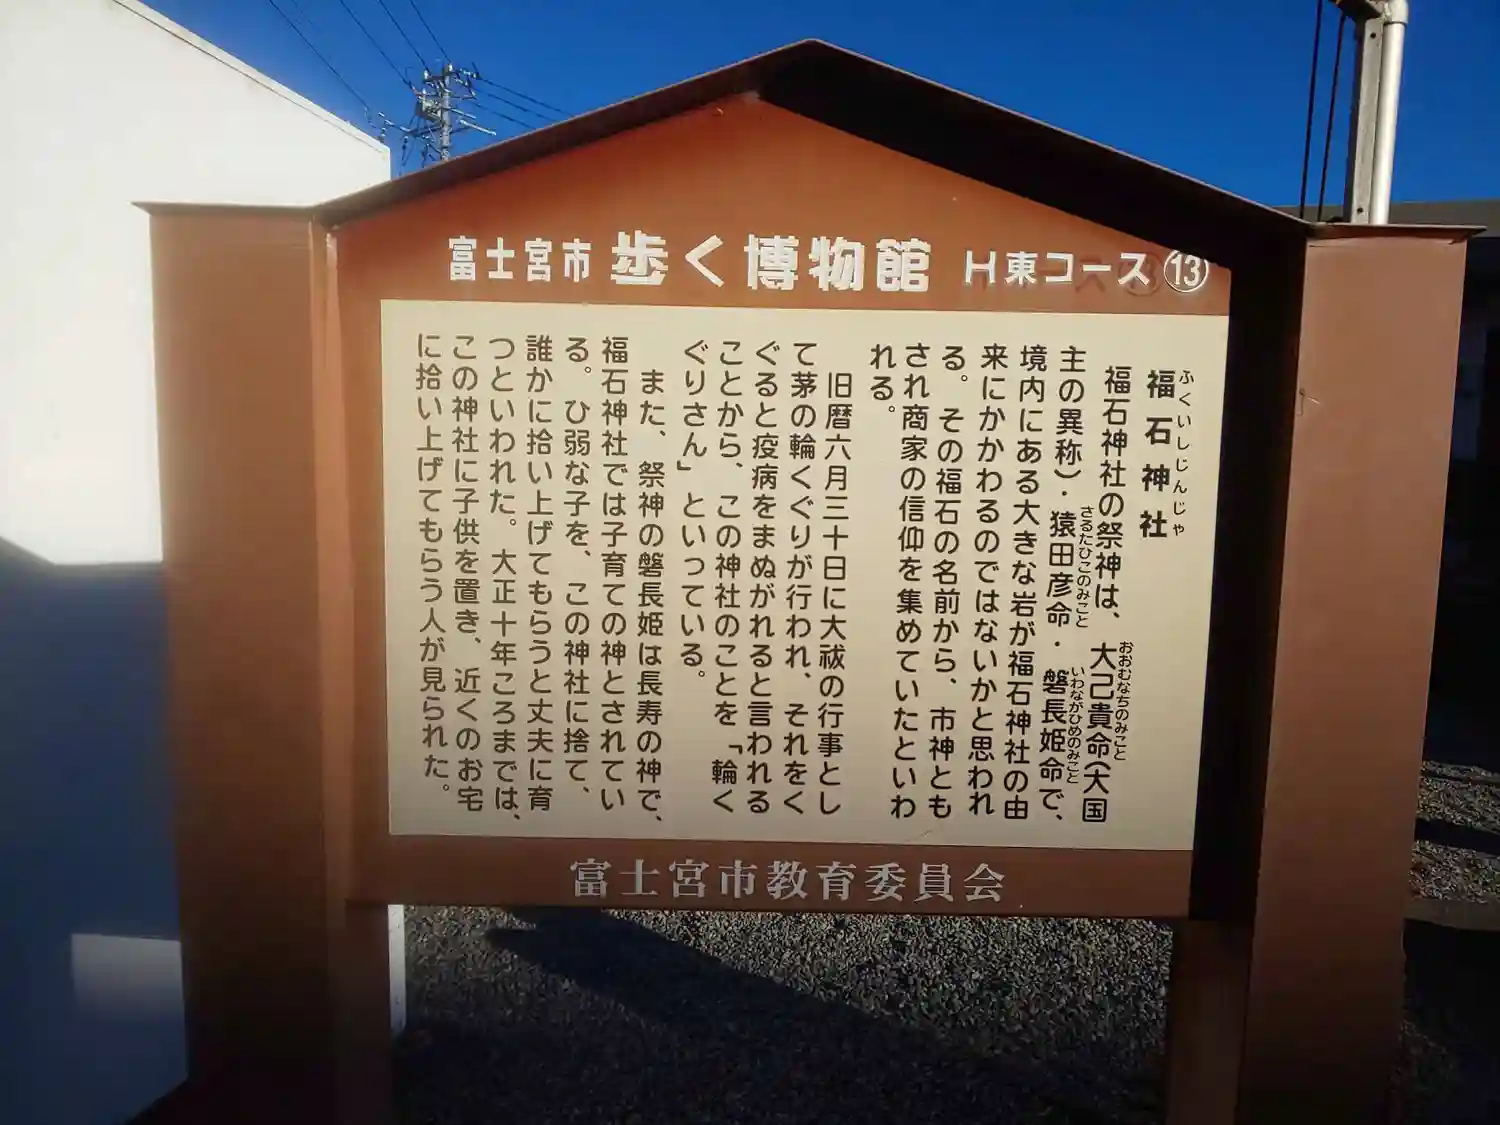 富士宮市 歩く博物館 H東コース⑬
福石神社
ふくいしじんじゃ
福石神社の祭神は、大己貴命(大国
おおむなちのみこと
主の異称)・猿田彦命・磐長姫命で、
さるたひこのみこと
いわながひめのみこと
境内にある大きな岩が福石神社の由
来にかかわるのではないかと思われ
る。その福石の名前から、市神とも
され商家の信仰を集めていたといわ
れる。
旧暦六月三十日に大祓の行事とし
て茅の輪くぐりが行われ、それをく
ぐると疫病をまぬがれると言われる
ことから、この神社のことを「輪く
ぐりさん」といっている。
また、祭神の磐長姫は長寿の神で、
福石神社では子育ての神とされてい
る。ひ弱な子を、この神社に捨て、
誰かに拾い上げてもらうと丈夫に育
つといわれた。大正十年ころまでは、
この神社に子供を置き、近くのお宅
に拾い上げてもらう人が見られた。
富士宮市教育委員会